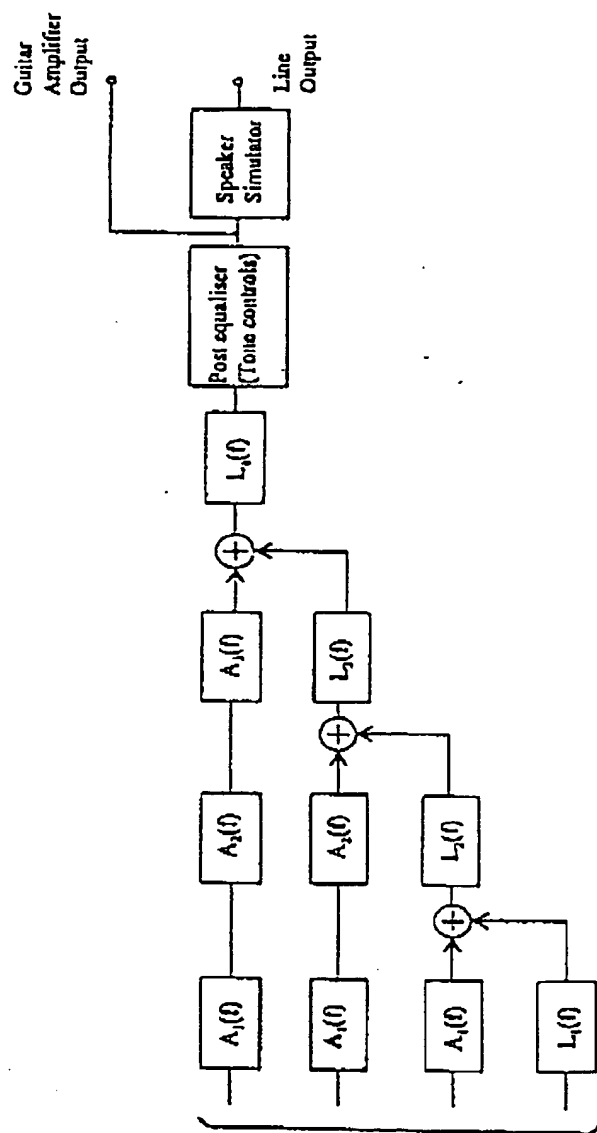 Guitar
Amplifier
Output
A₁(f)
A₂(f)
A₃(f)
L₄(f)
Post equaliser
(Tone controls)
Speaker
Simulator
Line
Output
A₁(f)
A₂(f)
L₃(f)
A₁(f)
L₂(f)
L₁(f)